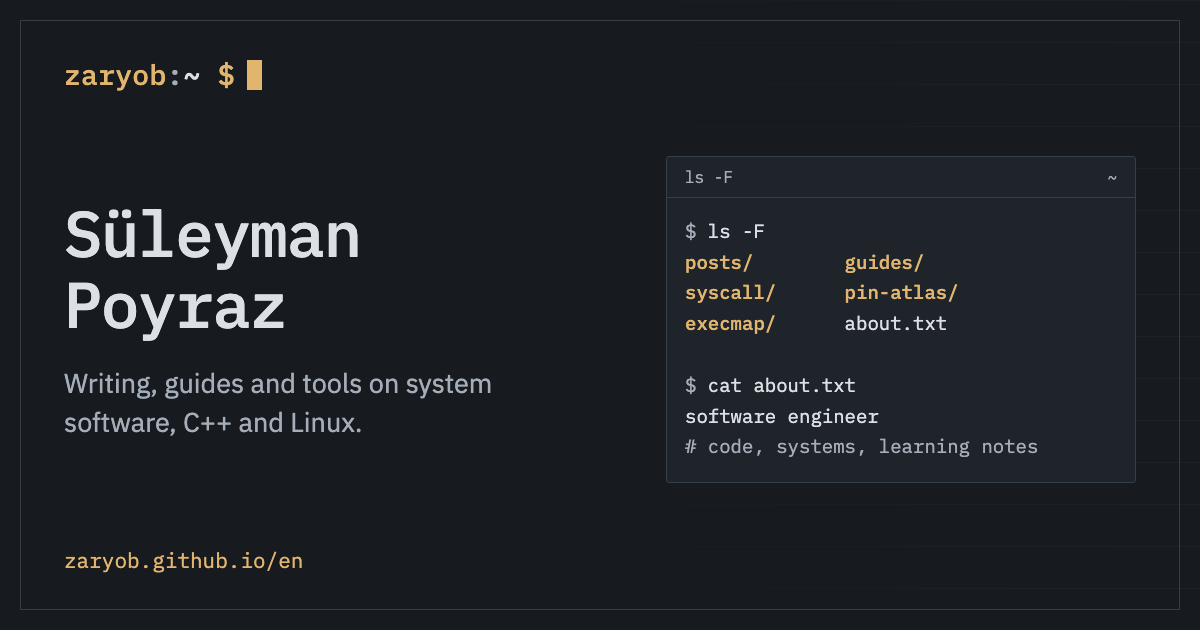 zaryob:~ $
Süleyman
Poyraz
Writing, guides and tools on system
software, C++ and Linux.
zaryob.github.io/en
ls -F ~
$ ls -F
posts/ guides/
syscall/ pin-atlas/
execmap/ about.txt
$ cat about.txt
software engineer
# code, systems, learning notes